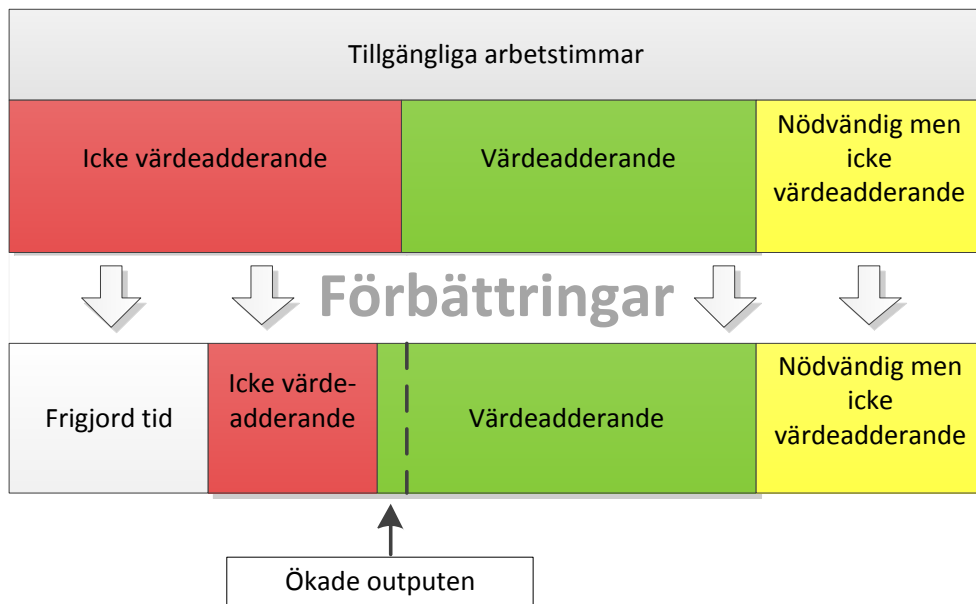 Tillgängliga arbetstimmar
Icke värdeadderande
Värdeadderande
Nödvändig men
icke
värdeadderande
Förbättringar
Frigjord tid
Icke värde-
adderande
Värdeadderande
Nödvändig men
icke
värdeadderande
Ökade outputen